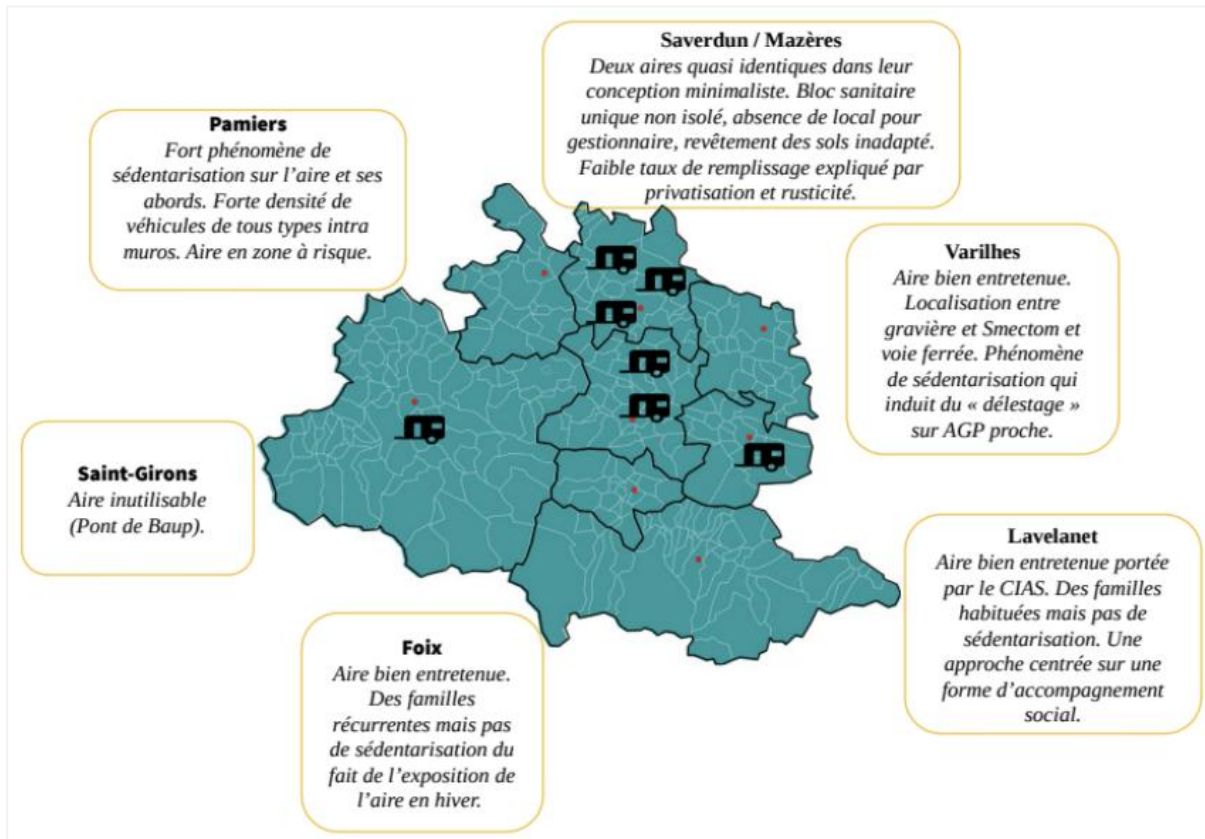 Saverdun / Mazères
Deux aires quasi identiques dans leur
conception minimaliste. Bloc sanitaire
unique non isolé, absence de local pour
gestionnaire, revêtement des sols inadapté.
Faible taux de remplissage expliqué par
privatisation et rusticité.
Pamiers
Fort phénomène de
sédentarisation sur l’aire et ses
abords. Forte densité de
véhicules de tous types intra
muros. Aire en zone à risque.
Varilhes
Aire bien entretenue.
Localisation entre
gravière et Smectom et
voie ferrée. Phénomène
de sédentarisation qui
induit du « délestage »
sur AGP proche.
Saint-Girons
Aire inutilisable
(Pont de Baup).
Lavelanet
Aire bien entretenue portée
par le CIAS. Des familles
habituées mais pas de
sédentarisation. Une
approche centrée sur une
forme d’accompagnement
social.
Foix
Aire bien entretenue.
Des familles
récurrentes mais pas
de sédentarisation du
fait de l’exposition de
l’aire en hiver.